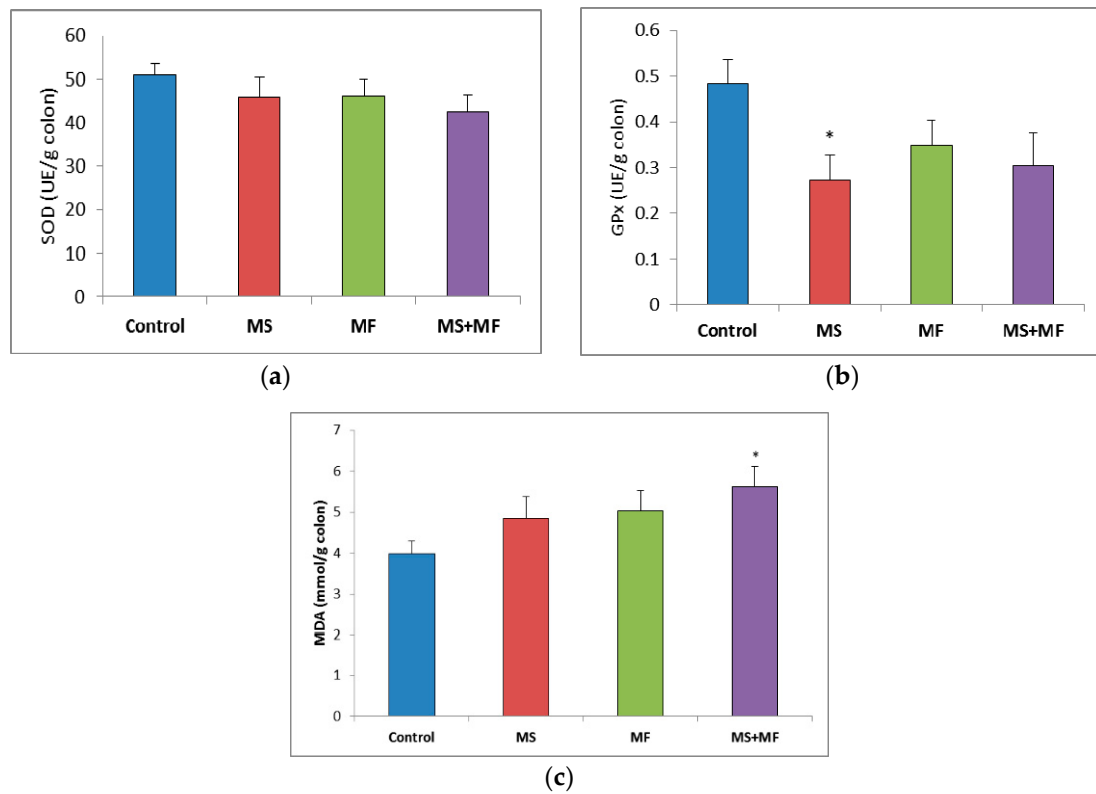 SOD (UE/g colon)
60
50
40
30
20
10
0
Control MS MF MS+MF
(a)
GPx (UE/g colon)
0.6
0.5
0.4
0.3
0.2
0.1
0
*
Control MS MF MS+MF
(b)
MDA (mmol/g colon)
7
6
5
4
3
2
1
0
*
Control MS MF MS+MF
(c)